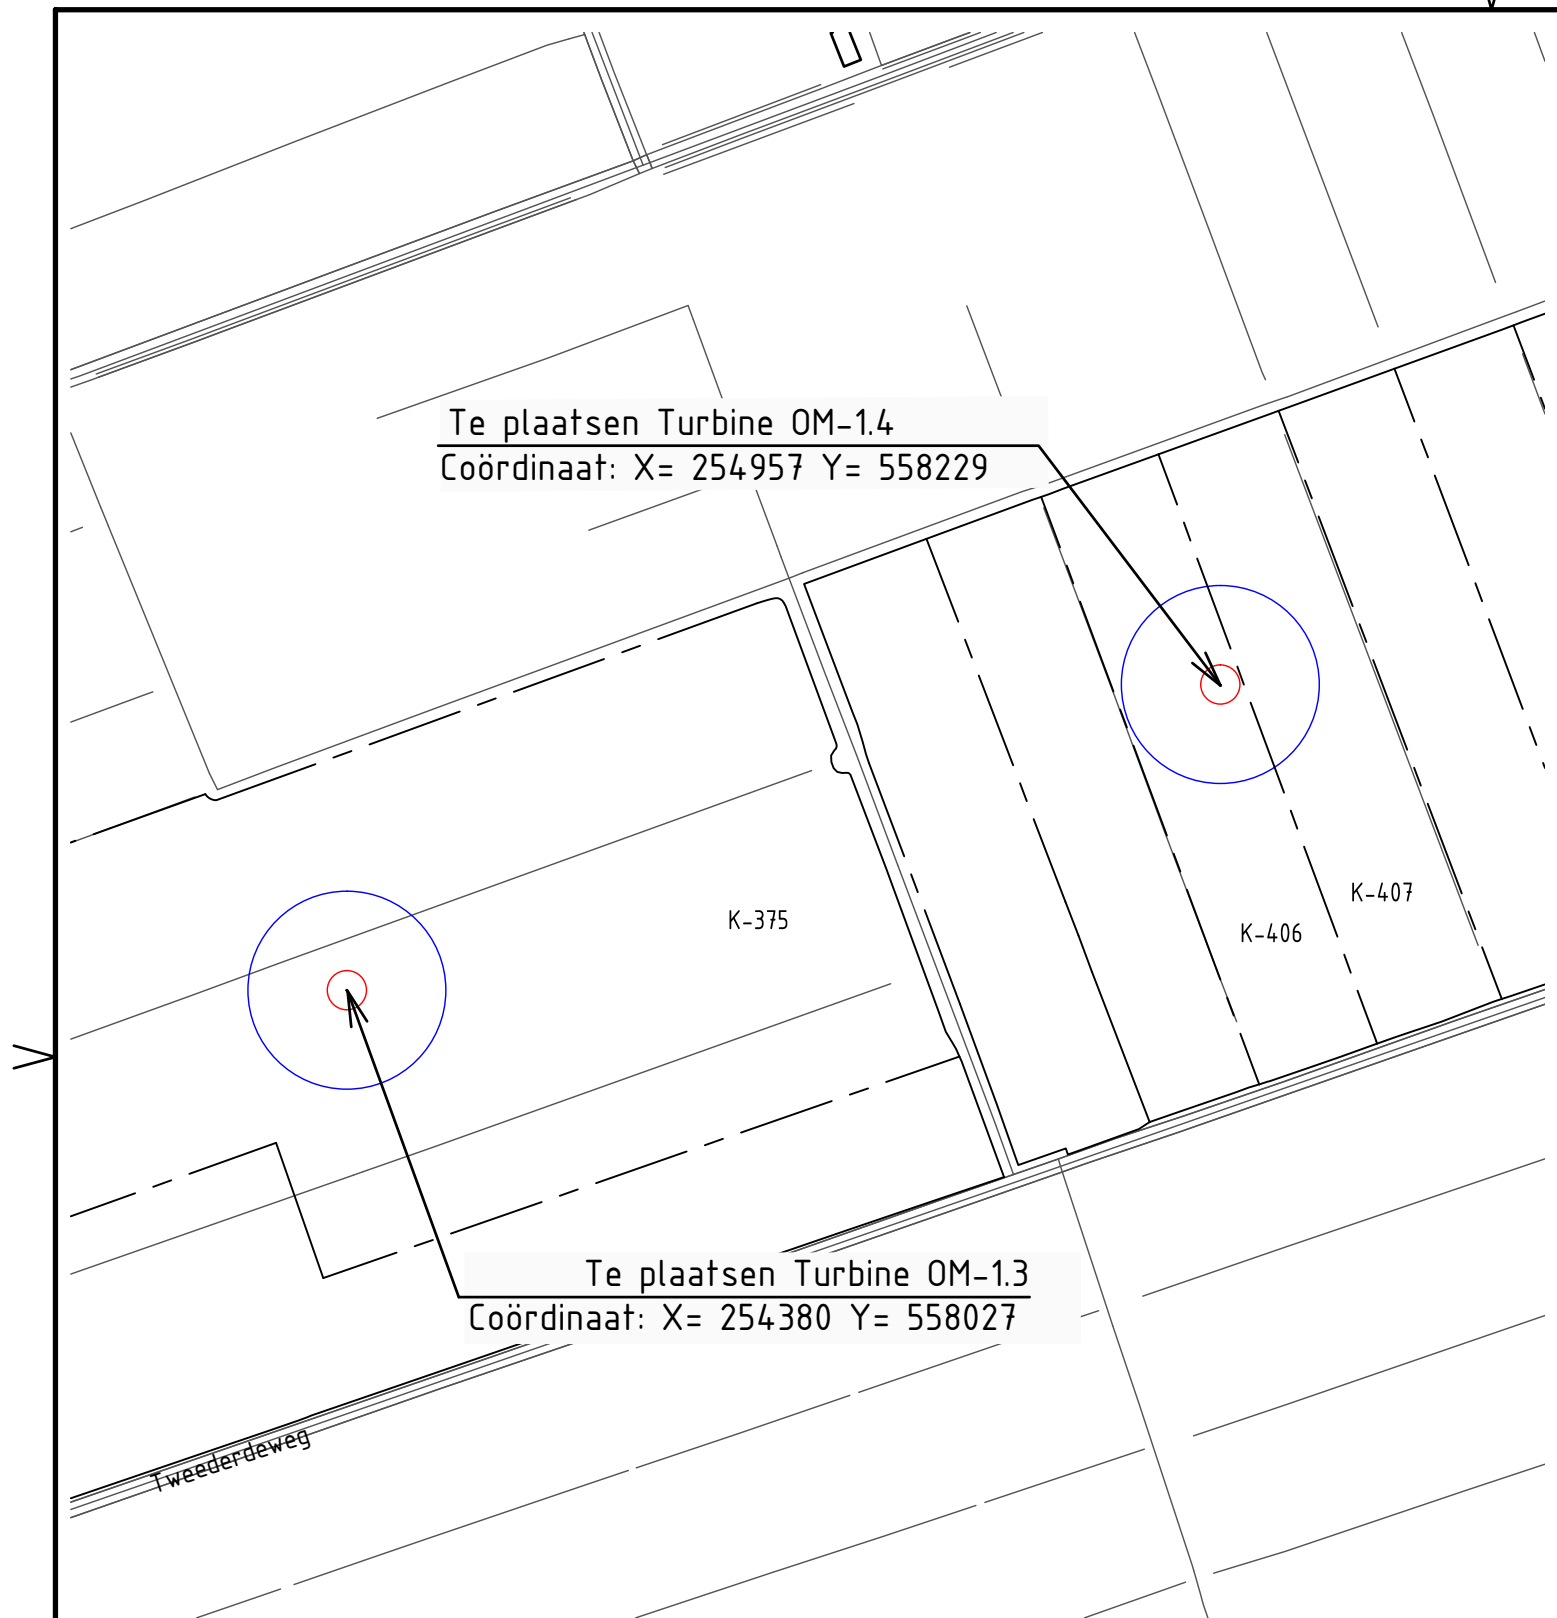 Te plaatsen Turbine OM-1.4
Coördinaat: X= 254957 Y= 558229
K-407
K-375
K-406
Te plaatsen Turbine OM-1.3
Coördinaat: X= 254380 Y= 558027
Tweederdeweg